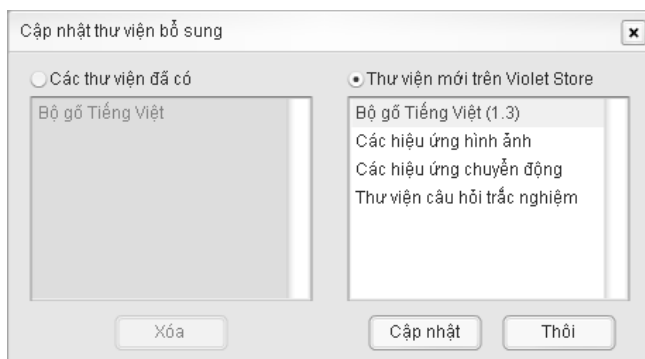 Cập nhật thư viện bổ sung
Các thư viện đã có
Bộ gõ Tiếng Việt
Xóa
Thư viện mới trên Violet Store
Bộ gõ Tiếng Việt (1.3)
Các hiệu ứng hình ảnh
Các hiệu ứng chuyển động
Thư viện câu hỏi trắc nghiệm
Cập nhật
Thôi